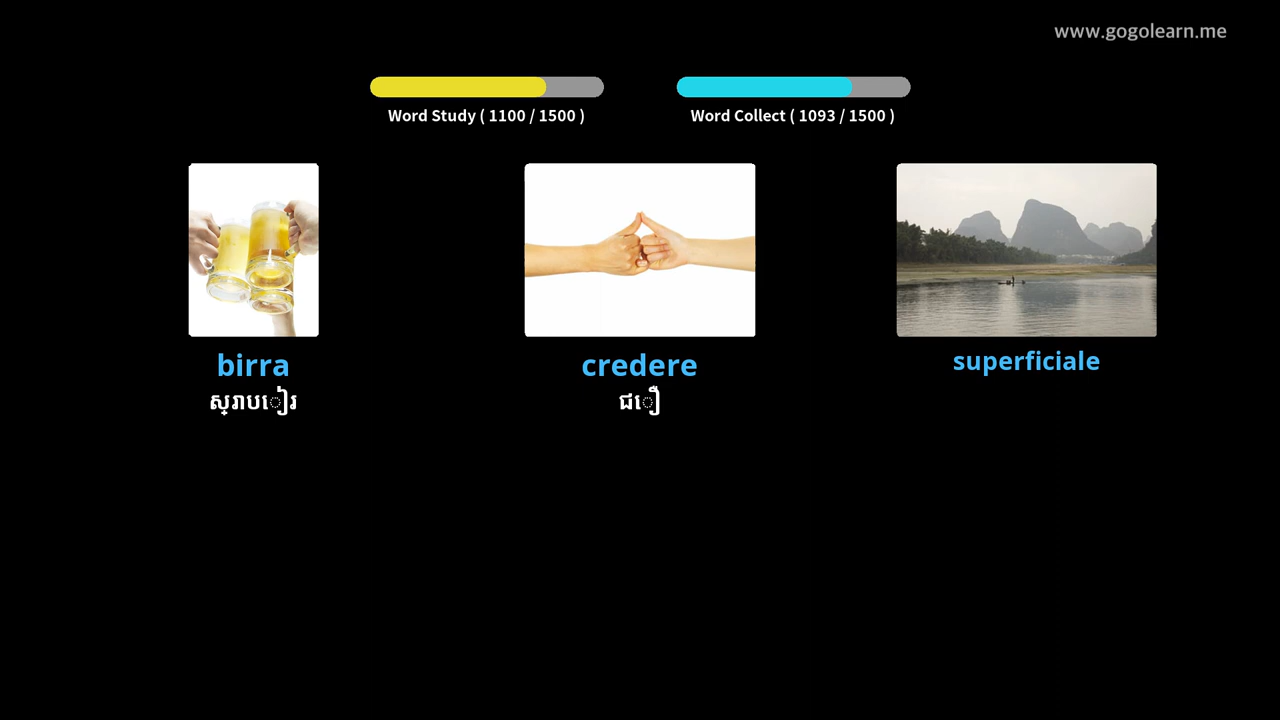 www.gogolearn.me
Word Study ( 1100 / 1500 )
Word Collect ( 1093 / 1500 )
birra
credere
superficiale
ស្រាបៀរ
ជឿ